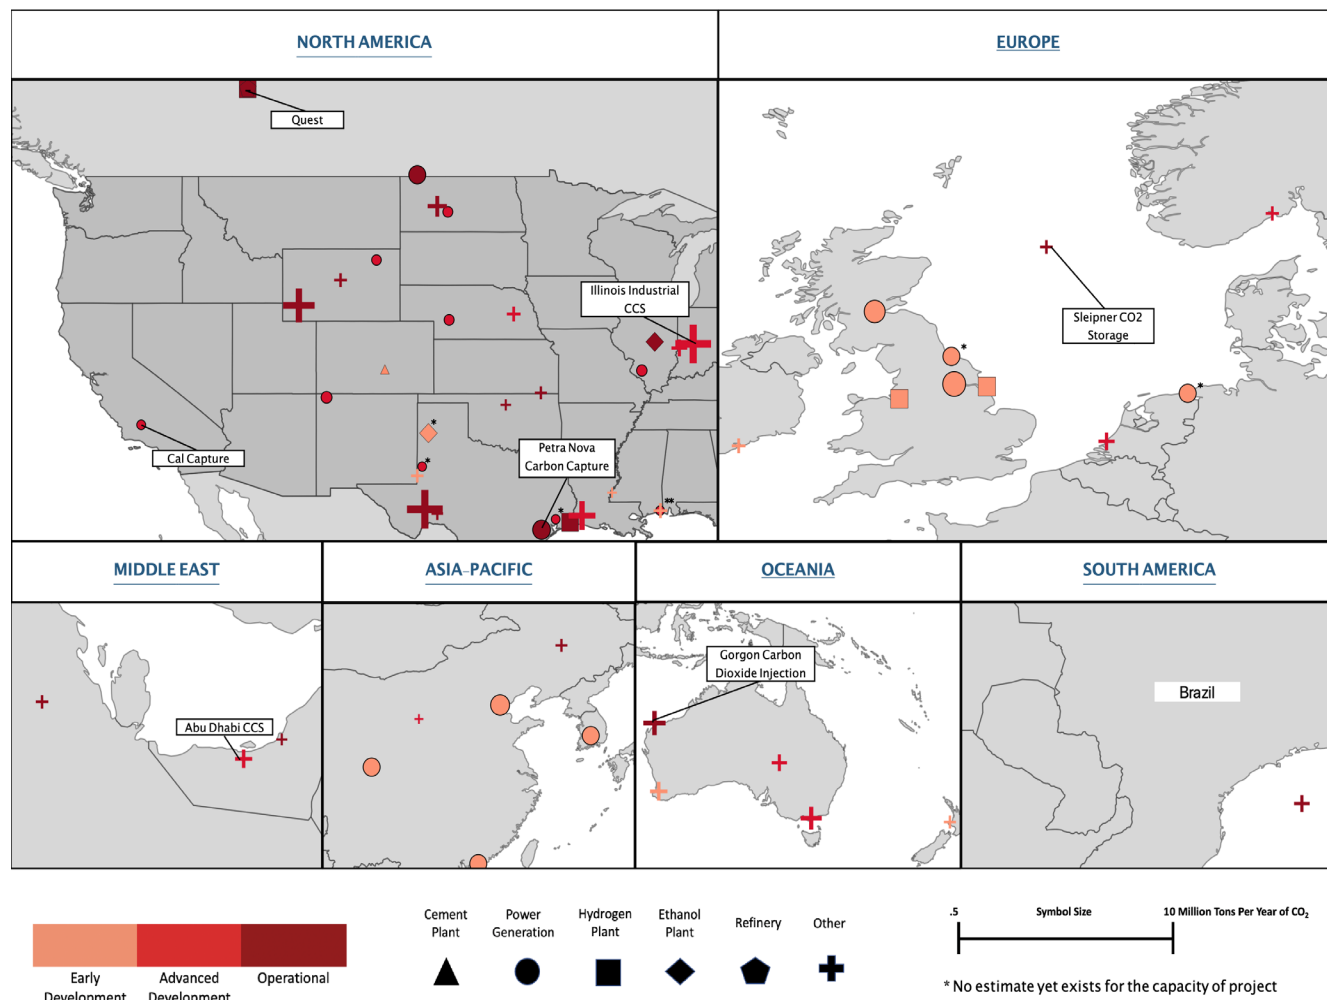 NORTH AMERICA
EUROPE
Quest
Illinois Industrial
CCS
Sleipner CO2
Storage
*
*
*
Petra Nova
Carbon Capture
Cal Capture
*
*
**
MIDDLE EAST
ASIA-PACIFIC
OCEANIA
SOUTH AMERICA
Gorgon Carbon
Dioxide Injection
Brazil
Abu Dhabi CCS
Cement
Plant
Power
Generation
Hydrogen
Plant
Ethanol
Plant
Refinery
Other
.5 Symbol Size 10 Million Tons Per Year of CO₂
Early
Development
Advanced
Development
Operational
* No estimate yet exists for the capacity of project